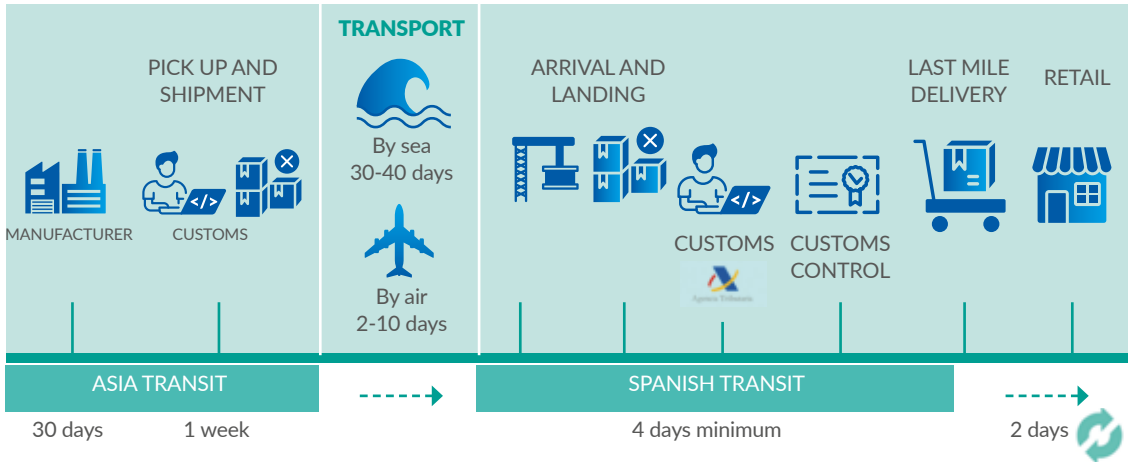 TRANSPORT
PICK UP AND
SHIPMENT
MANUFACTURER
CUSTOMS
</>
By sea
30-40 days
By air
2-10 days
ARRIVAL AND
LANDING
</>
CUSTOMS
Agencia Tributaria
CUSTOMS
CONTROL
LAST MILE
DELIVERY
RETAIL
ASIA TRANSIT
SPANISH TRANSIT
30 days
1 week
4 days minimum
2 days